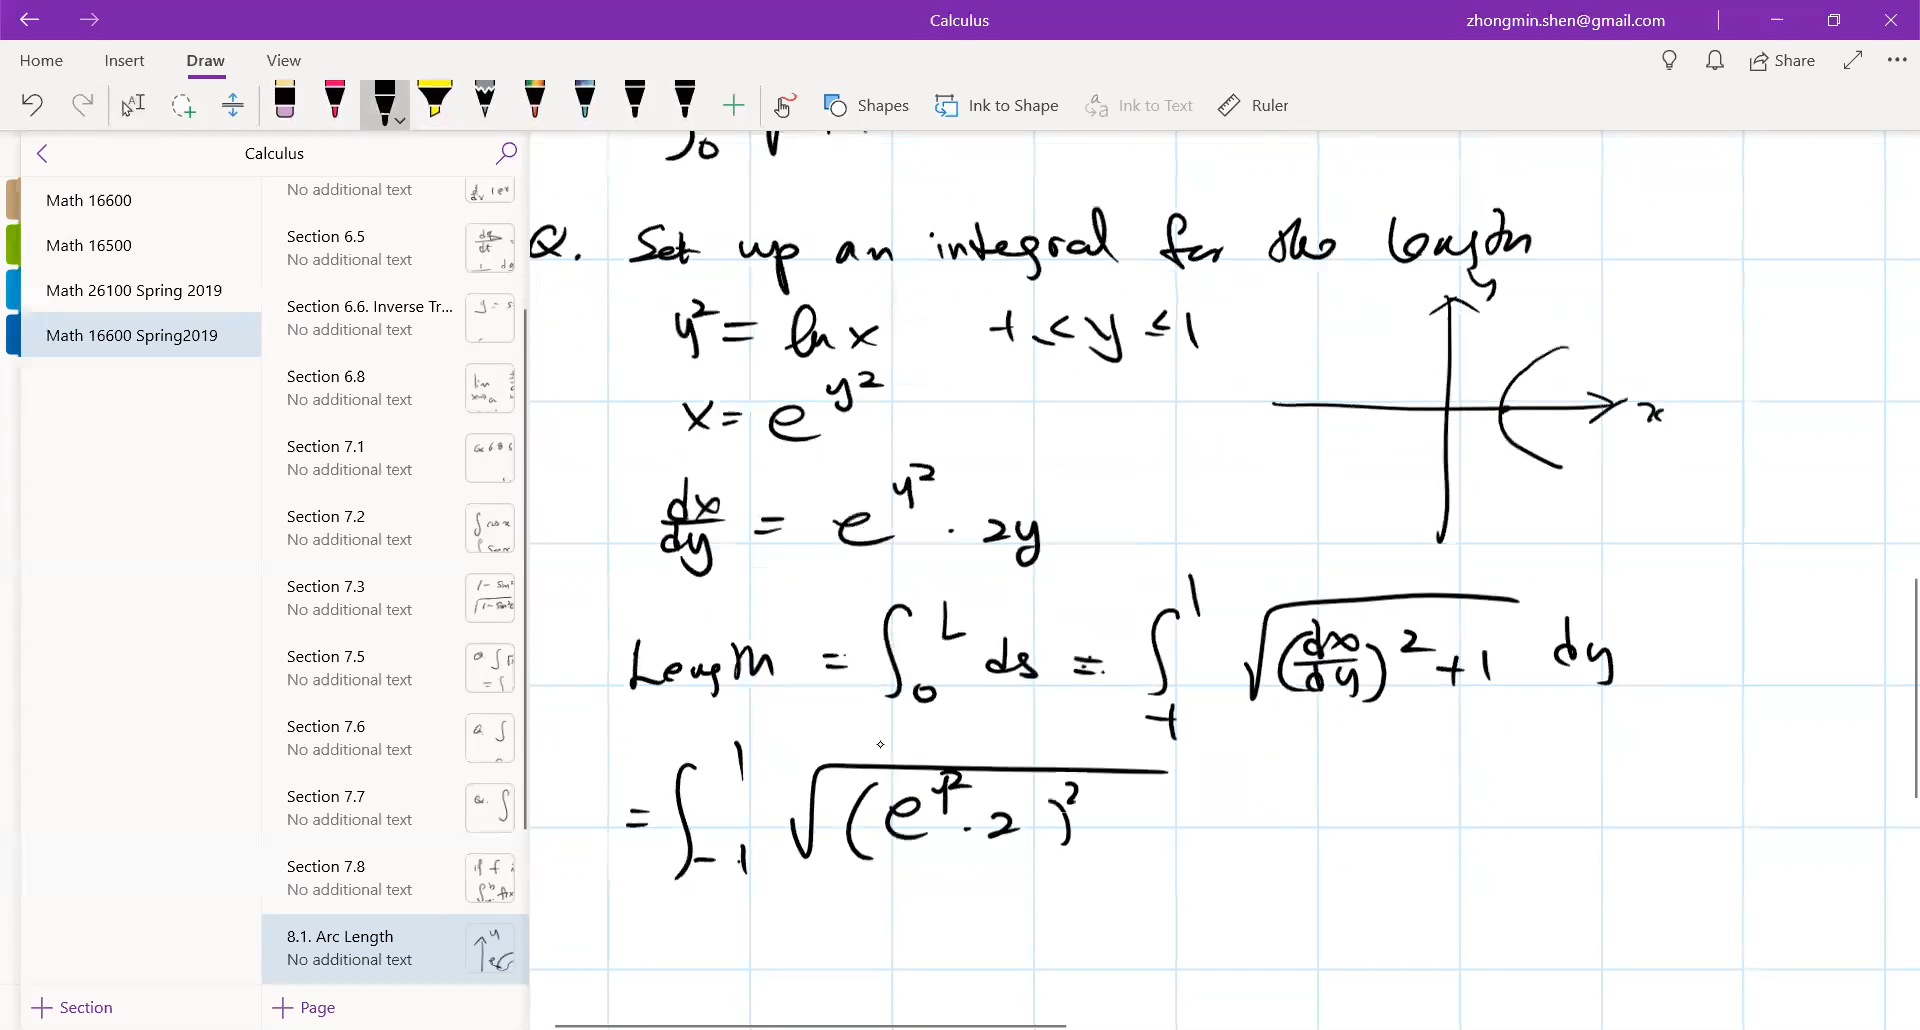 Calculus
zhongmin.shen@gmail.com
Home Insert Draw View
Share
Shapes Ink to Shape Ink to Text Ruler
Calculus
Math 16600
Math 16500
Math 26100 Spring 2019
Math 16600 Spring2019
No additional text
Section 6.5
No additional text
Section 6.6. Inverse Tr...
No additional text
Section 6.8
No additional text
Section 7.1
No additional text
Section 7.2
No additional text
Section 7.3
No additional text
Section 7.5
No additional text
Section 7.6
No additional text
Section 7.7
No additional text
Section 7.8
No additional text
8.1. Arc Length
No additional text
Section
Page
Q. Set up an integral for the length
y² = ln x -1 < y ≤ 1
y
x
x = e^{y²}
dx/dy = e^{y²} · 2y
Length = ∫_0^L ds = ∫_{-1}^1 √((dx/dy)² + 1) dy
= ∫_{-1}^1 √(e^{y²} · 2 )²